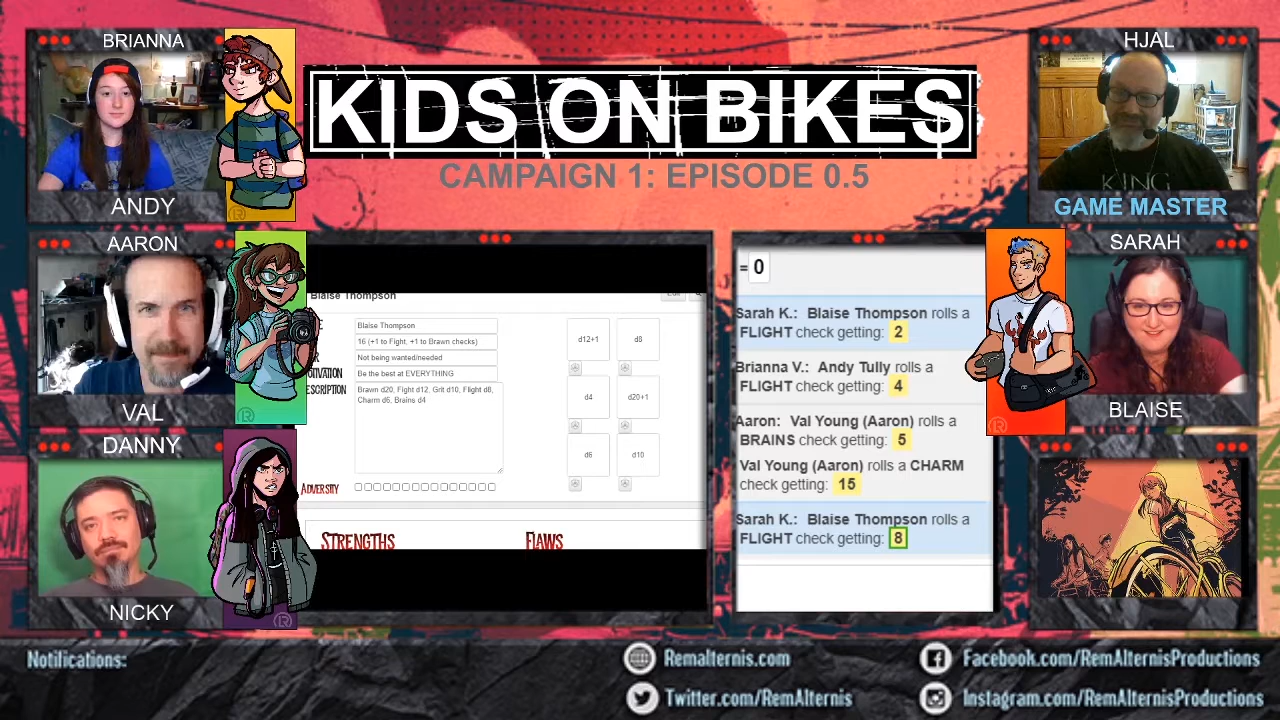 BRIANNA
ANDY
AARON
VAL
DANNY
NICKY
KIDS ON BIKES
CAMPAIGN 1: EPISODE 0.5
HJAL
KING
GAME MASTER
SARAH
BLAISE
Blaise Thompson
Edit
Blaise Thompson
16 (+1 to Fight, +1 to Brawn checks)
Not being wanted/needed
Be the best at EVERYTHING
Brawn d20, Fight d12, Grit d10, Flight d8,
Charm d6, Brains d4
ADVERSITY
d12+1
d8
d4
d20+1
d6
d10
STRENGTHS
FLAWS
= 0
Sarah K.: Blaise Thompson rolls a
FLIGHT check getting: 2
Brianna V.: Andy Tully rolls a
FLIGHT check getting: 4
Aaron: Val Young (Aaron) rolls a
BRAINS check getting: 5
Val Young (Aaron) rolls a CHARM
check getting: 15
Sarah K.: Blaise Thompson rolls a
FLIGHT check getting: 8
Notifications:
Remalternis.com
Twitter.com/RemAlternis
Facebook.com/RemAlternisProductions
Instagram.com/RemAlternisProductions